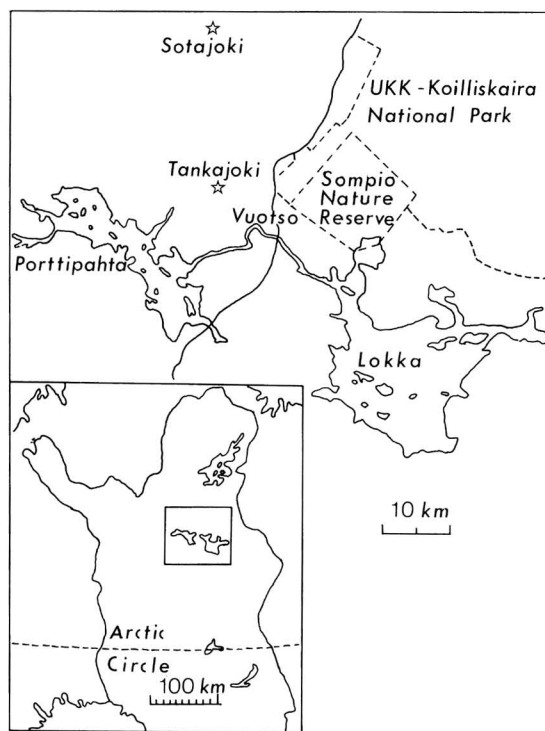 Sotajoki
UKK-Koilliskaira
National Park
Tankajoki
Sompio
Nature
Reserve
Vuotso
Porttipahta
Lokka
10 km
Arctic
Circle
100 km